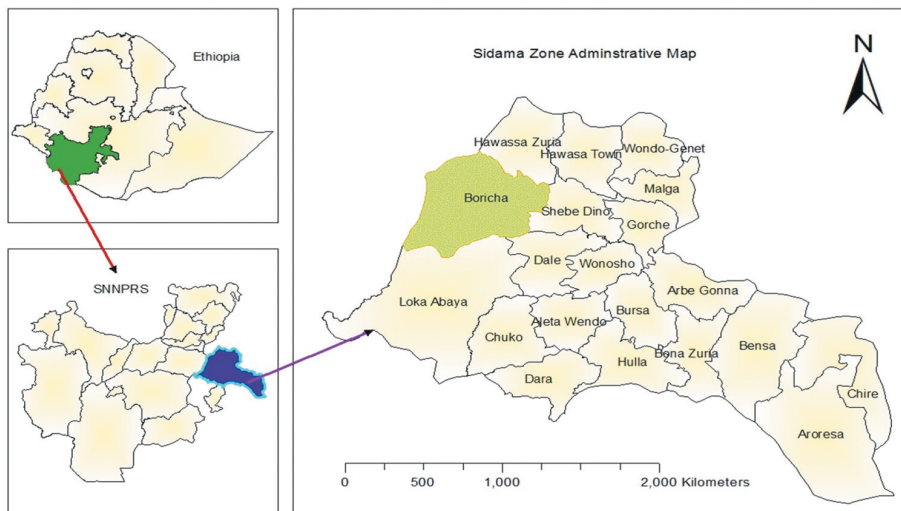 Ethiopia
SNNPRS
Sidama Zone Adminstrative Map
N
Hawassa Zuria
Hawasa Town
Wondo-Genet
Malga
Boricha
Shebe Dino
Gorche
Dale
Wonosho
Loka Abaya
Arbe Gonna
Bursa
Chuko
Ajeta Wendo
Bona Zuria
Bensa
Hulla
Dara
Chire
Aroresa
0 500 1,000 2,000 Kilometers